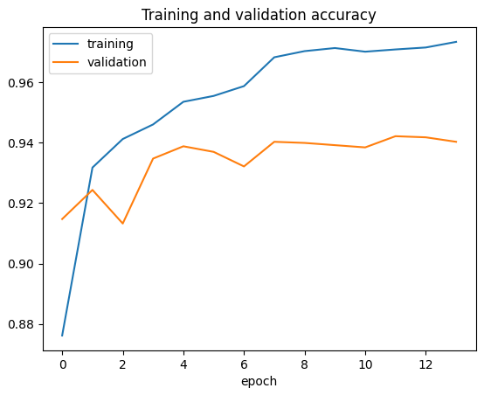 Training and validation accuracy
training
validation
0.96
0.94
0.92
0.90
0.88
0 2 4 6 8 10 12
epoch